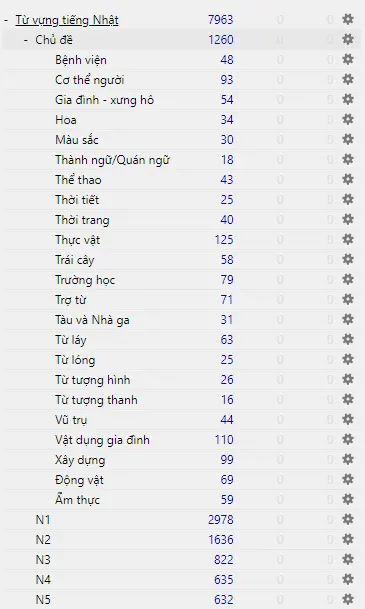 - Từ vựng tiếng Nhật 7963 0 0
- Chủ đề 1260 0 0
Bệnh viện 48 0 0
Cơ thể người 93 0 0
Gia đình - xưng hô 54 0 0
Hoa 34 0 0
Màu sắc 30 0 0
Thành ngữ/Quán ngữ 18 0 0
Thể thao 43 0 0
Thời tiết 25 0 0
Thời trang 40 0 0
Thực vật 125 0 0
Trái cây 58 0 0
Trường học 79 0 0
Trợ từ 71 0 0
Tàu và Nhà ga 31 0 0
Từ láy 63 0 0
Từ lóng 25 0 0
Từ tượng hình 26 0 0
Từ tượng thanh 16 0 0
Vũ trụ 44 0 0
Vật dụng gia đình 110 0 0
Xây dựng 99 0 0
Động vật 69 0 0
Ẩm thực 59 0 0
N1 2978 0 0
N2 1636 0 0
N3 822 0 0
N4 635 0 0
N5 632 0 0